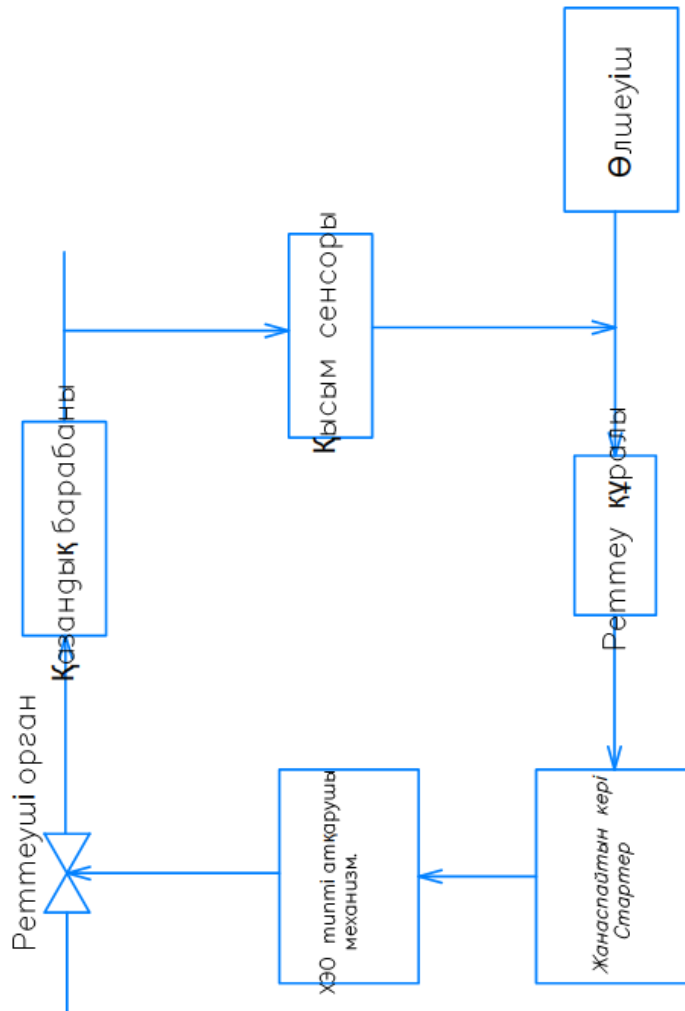 Реттеуші орган
Қазандық барабаны
ХЭО типті атқарушы
механизм.
Қысым сенсоры
Жанаспайтын кері
Стартер
Реттеу құралы
Өлшеуіш